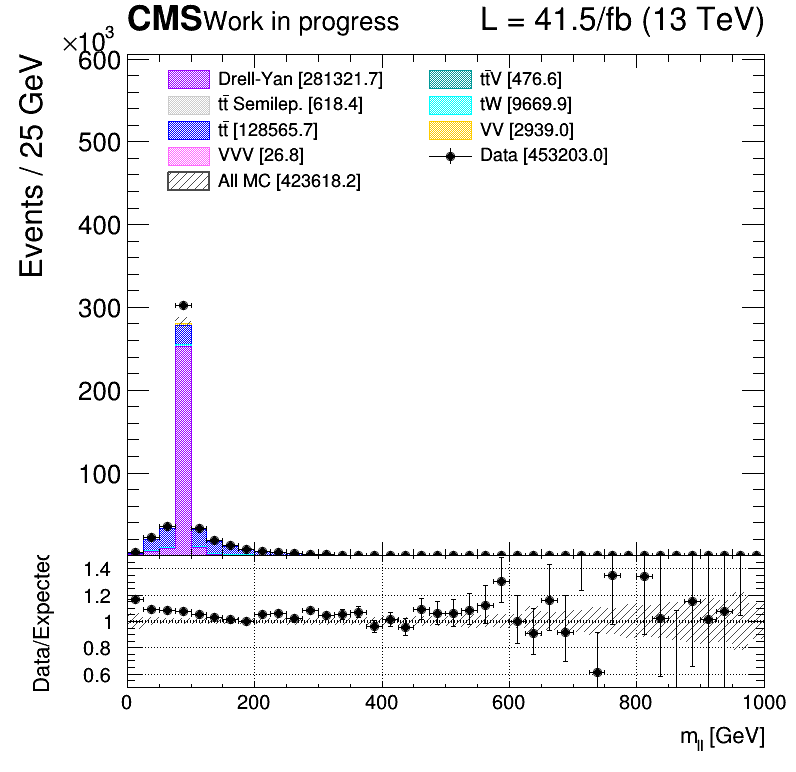 CMS Work in progress L = 41.5/fb (13 TeV)
×10³
Events / 25 GeV
600
500
400
300
200
100
Drell-Yan [281321.7]
tt̄ Semilep. [618.4]
tt̄ [128565.7]
VVV [26.8]
All MC [423618.2]
tt̄V [476.6]
tW [9669.9]
VV [2939.0]
Data [453203.0]
Data/Expected
1.4
1.2
1
0.8
0.6
0 200 400 600 800 1000
m_ll [GeV]